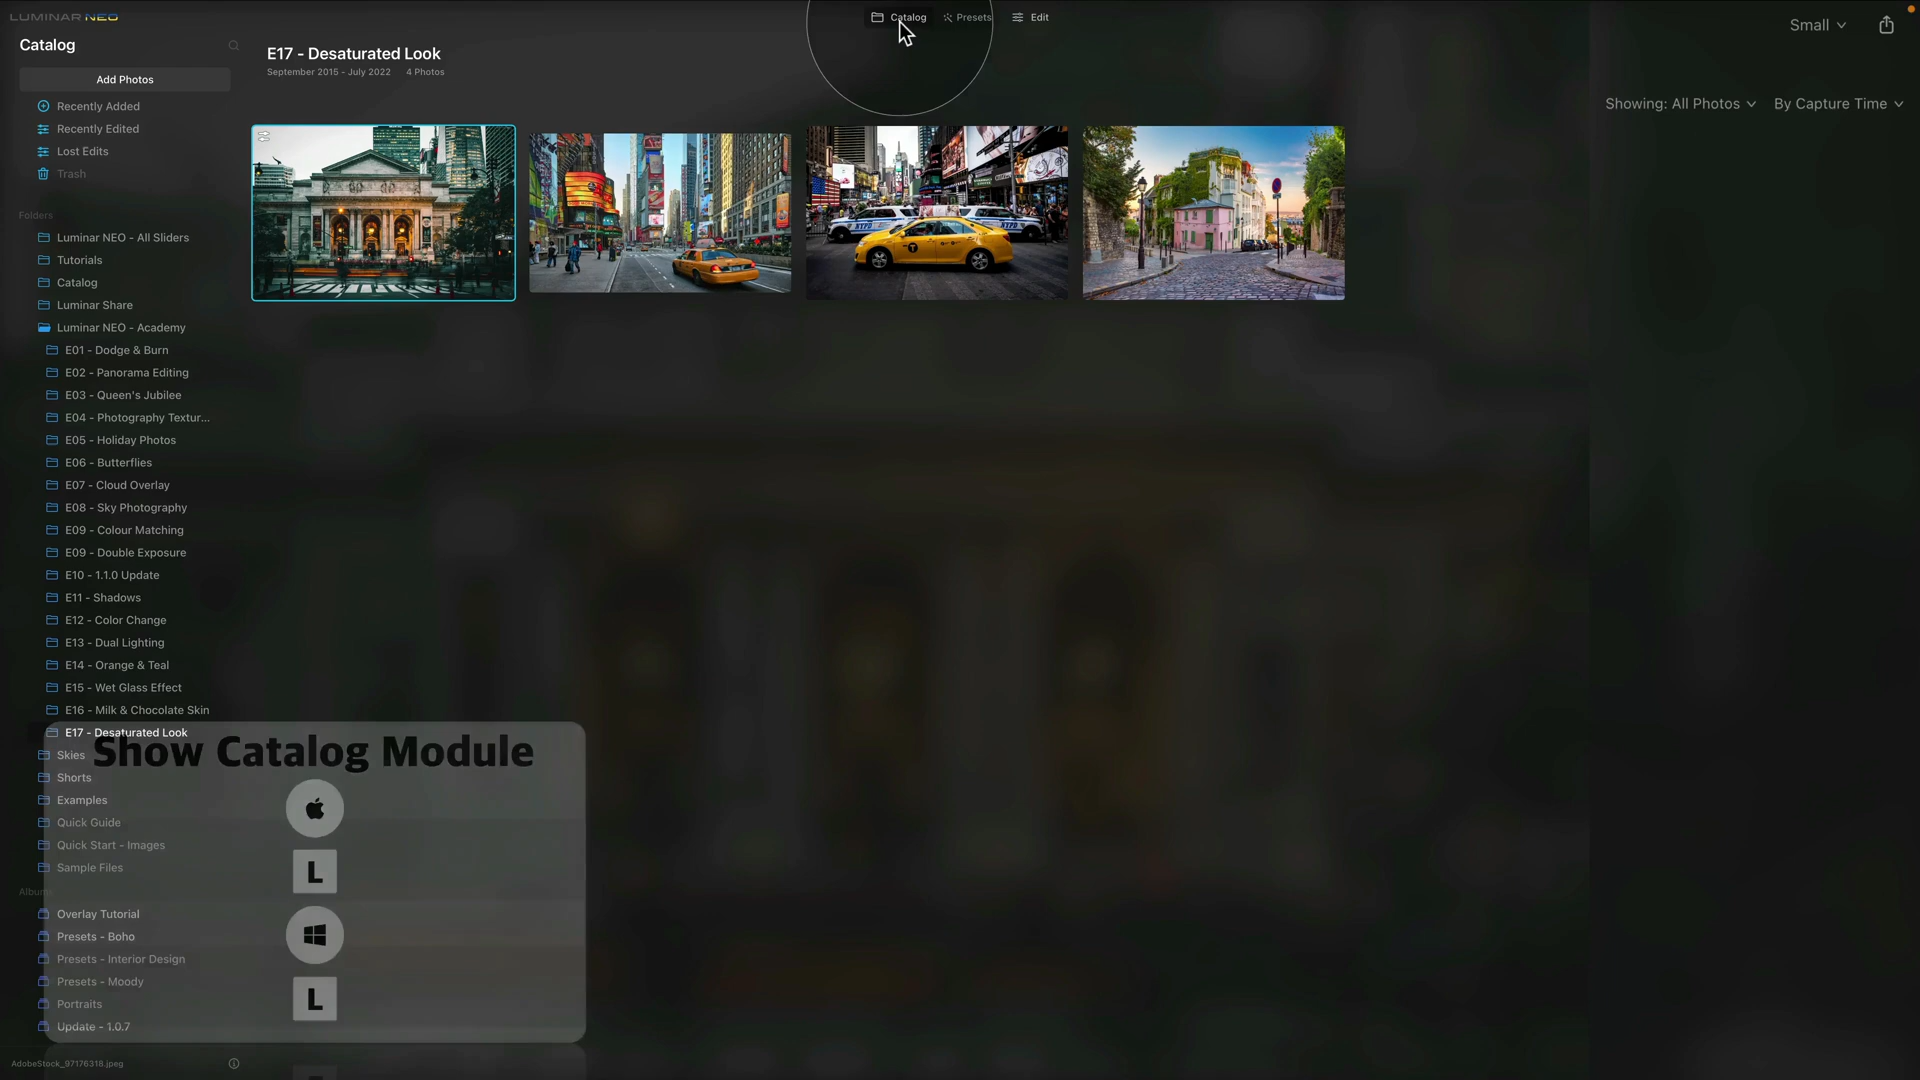 LUMINAR NEO
Catalog
Presets
Edit
Small
Catalog
E17 - Desaturated Look
September 2015 - July 2022 4 Photos
Add Photos
Showing: All Photos
By Capture Time
Recently Added
Recently Edited
Lost Edits
Trash
Folders
Luminar NEO - All Sliders
Tutorials
Catalog
Luminar Share
Luminar NEO - Academy
E01 - Dodge & Burn
E02 - Panorama Editing
E03 - Queen's Jubilee
E04 - Photography Textur...
E05 - Holiday Photos
E06 - Butterflies
E07 - Cloud Overlay
E08 - Sky Photography
E09 - Colour Matching
E09 - Double Exposure
E10 - 1.1.0 Update
E11 - Shadows
E12 - Color Change
E13 - Dual Lighting
E14 - Orange & Teal
E15 - Wet Glass Effect
E16 - Milk & Chocolate Skin
E17 - Desaturated Look
Skies
Shorts
Examples
Quick Guide
Quick Start - Images
Sample Files
Albums
Overlay Tutorial
Presets - Boho
Presets - Interior Design
Presets - Moody
Portraits
Update - 1.0.7
AdobeStock_97176318.jpeg
Show Catalog Module
L
L